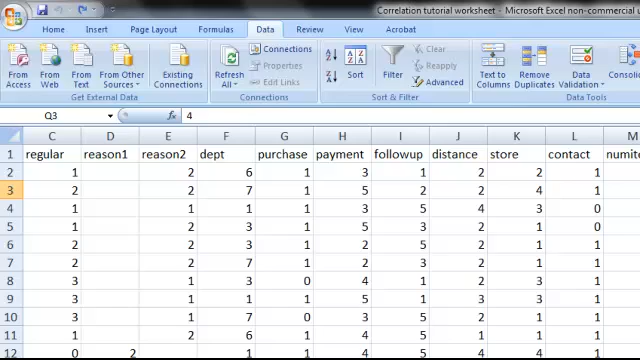 Correlation tutorial worksheet - Microsoft Excel non-commercial u
Home Insert Page Layout Formulas Data Review View Acrobat
From Access From Web From Text From Other Sources Existing Connections
Refresh All Connections Properties Edit Links
Sort Filter Clear Reapply Advanced
Text to Columns Remove Duplicates Data Validation Consolic
Get External Data Connections Sort & Filter Data Tools
Q3 fx 4
C D E F G H I J K L M
1 regular reason1 reason2 dept purchase payment followup distance store contact numite
2 1 2 6 1 3 1 2 2 1
3 2 2 7 1 5 2 2 4 1
4 1 1 1 1 3 5 4 3 0
5 1 2 3 1 5 3 2 1 0
6 2 2 3 1 2 5 2 1 1
7 2 2 7 1 2 3 2 1 1
8 3 1 3 0 4 1 2 3 1
9 3 1 1 1 5 1 3 3 1
10 3 1 7 0 3 5 2 1 1
11 1 2 6 1 4 5 1 1 1
12 0 2 1 1 4 5 4 4 1